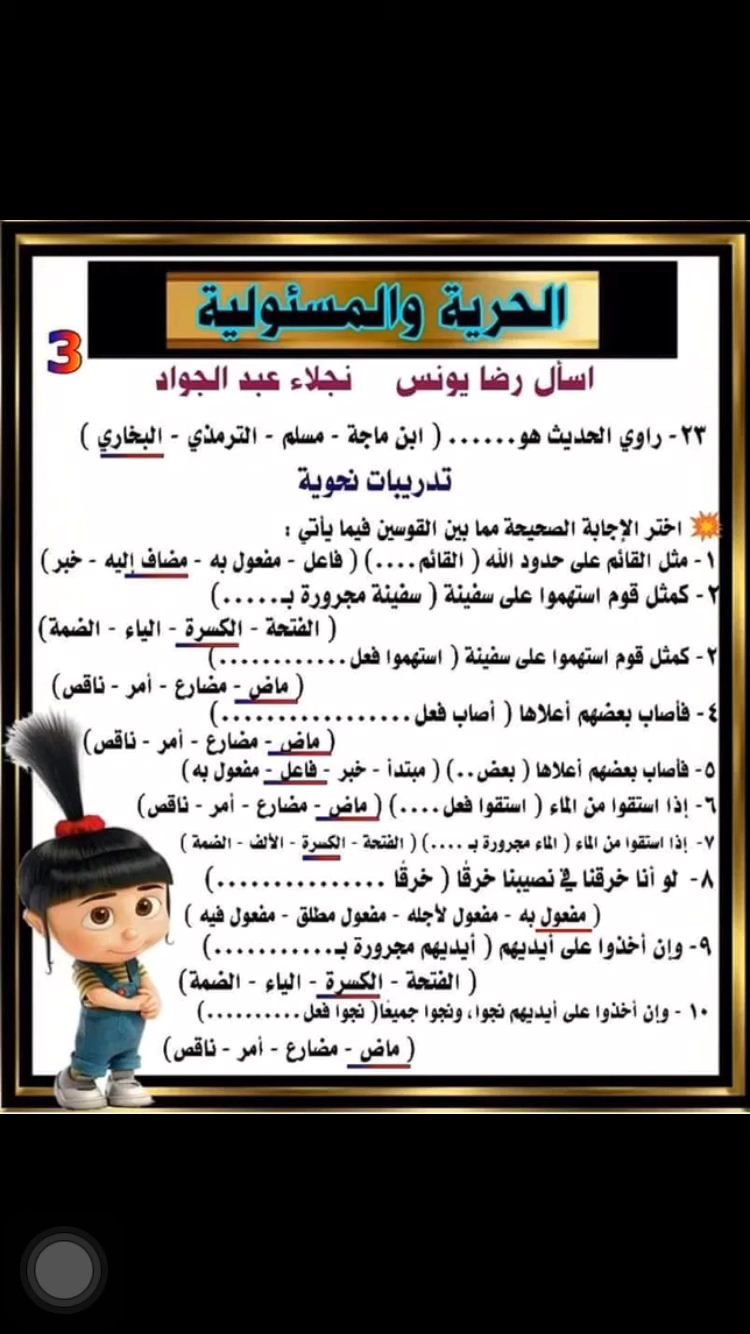 الحرية والمسئولية
3
اسأل رضا يونس نجلاء عبد الجواد
٢٣- راوي الحديث هو...... ( ابن ماجة - مسلم - الترمذي - البخاري )
تدريبات نحوية
اختر الإجابة الصحيحة مما بين القوسين فيما يأتي :
١- مثل القائم على حدود الله ( القائم....) ( فاعل - مفعول به - مضاف إليه - خبر )
٢- كمثل قوم استهموا على سفينة ( سفينة مجرورة بـ.....)
( الفتحة - الكسرة - الياء - الضمة)
٢- كمثل قوم استهموا على سفينة ( استهموا فعل............)
( ماض - مضارع - أمر - ناقص)
٤- فأصاب بعضهم أعلاها ( أصاب فعل.................)
( ماض - مضارع - أمر - ناقص)
٥- فأصاب بعضهم أعلاها ( بعض..) ( مبتدأ - خبر - فاعل - مفعول به )
٦- إذا استقوا من الماء ( استقوا فعل....) ( ماض - مضارع - أمر - ناقص)
٧- إذا استقوا من الماء ( الماء مجرورة بـ ....) ( الفتحة - الكسرة - الألف - الضمة )
٨- لو أنا خرقنا في نصيبنا خرقًا ( خرقًا ...............)
( مفعول به - مفعول لأجله - مفعول مطلق - مفعول فيه )
٩- وإن أخذوا على أيديهم ( أيديهم مجرورة بـ...........)
( الفتحة - الكسرة - الياء - الضمة)
١٠- وإن أخذوا على أيديهم نجوا، ونجوا جميعًا( نجوا فعل..........)
( ماض - مضارع - أمر - ناقص)